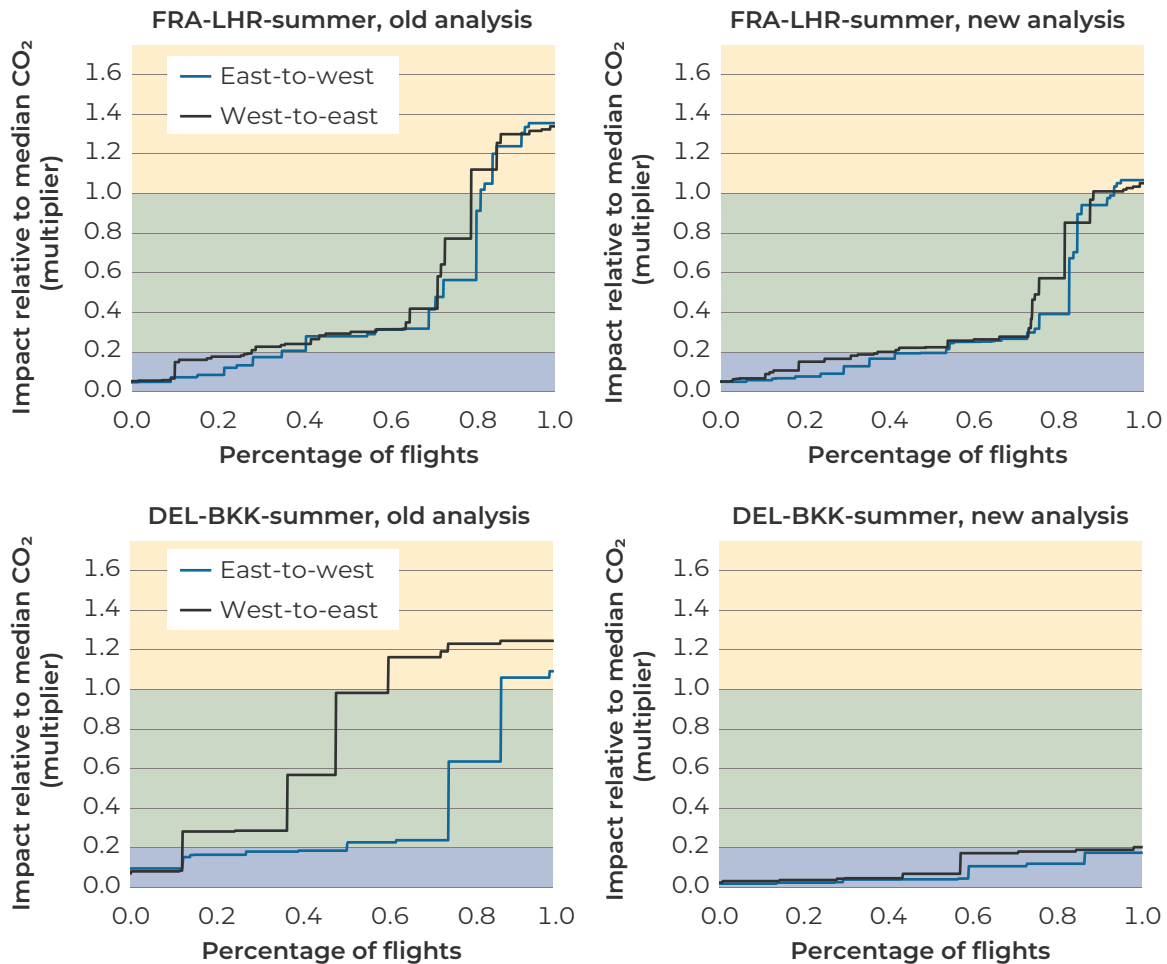 FRA-LHR-summer, old analysis
Impact relative to median CO₂
(multiplier)
1.6
1.4
1.2
1.0
0.8
0.6
0.4
0.2
0.0
East-to-west
West-to-east
0.0 0.2 0.4 0.6 0.8 1.0
Percentage of flights
FRA-LHR-summer, new analysis
Impact relative to median CO₂
(multiplier)
1.6
1.4
1.2
1.0
0.8
0.6
0.4
0.2
0.0
0.0 0.2 0.4 0.6 0.8 1.0
Percentage of flights
DEL-BKK-summer, old analysis
Impact relative to median CO₂
(multiplier)
1.6
1.4
1.2
1.0
0.8
0.6
0.4
0.2
0.0
East-to-west
West-to-east
0.0 0.2 0.4 0.6 0.8 1.0
Percentage of flights
DEL-BKK-summer, new analysis
Impact relative to median CO₂
(multiplier)
1.6
1.4
1.2
1.0
0.8
0.6
0.4
0.2
0.0
0.0 0.2 0.4 0.6 0.8 1.0
Percentage of flights